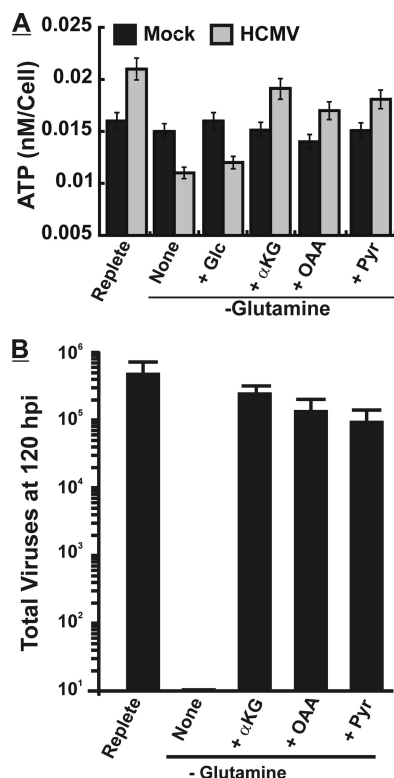 A
Mock HCMV
ATP (nM/Cell)
0.025
0.02
0.015
0.01
0.005
Replete
None
+ Glc
+ αKG
+ OAA
+ Pyr
-Glutamine
B
Total Viruses at 120 hpi
10⁶
10⁵
10⁴
10³
10²
10¹
Replete
None
+ αKG
+ OAA
+ Pyr
- Glutamine